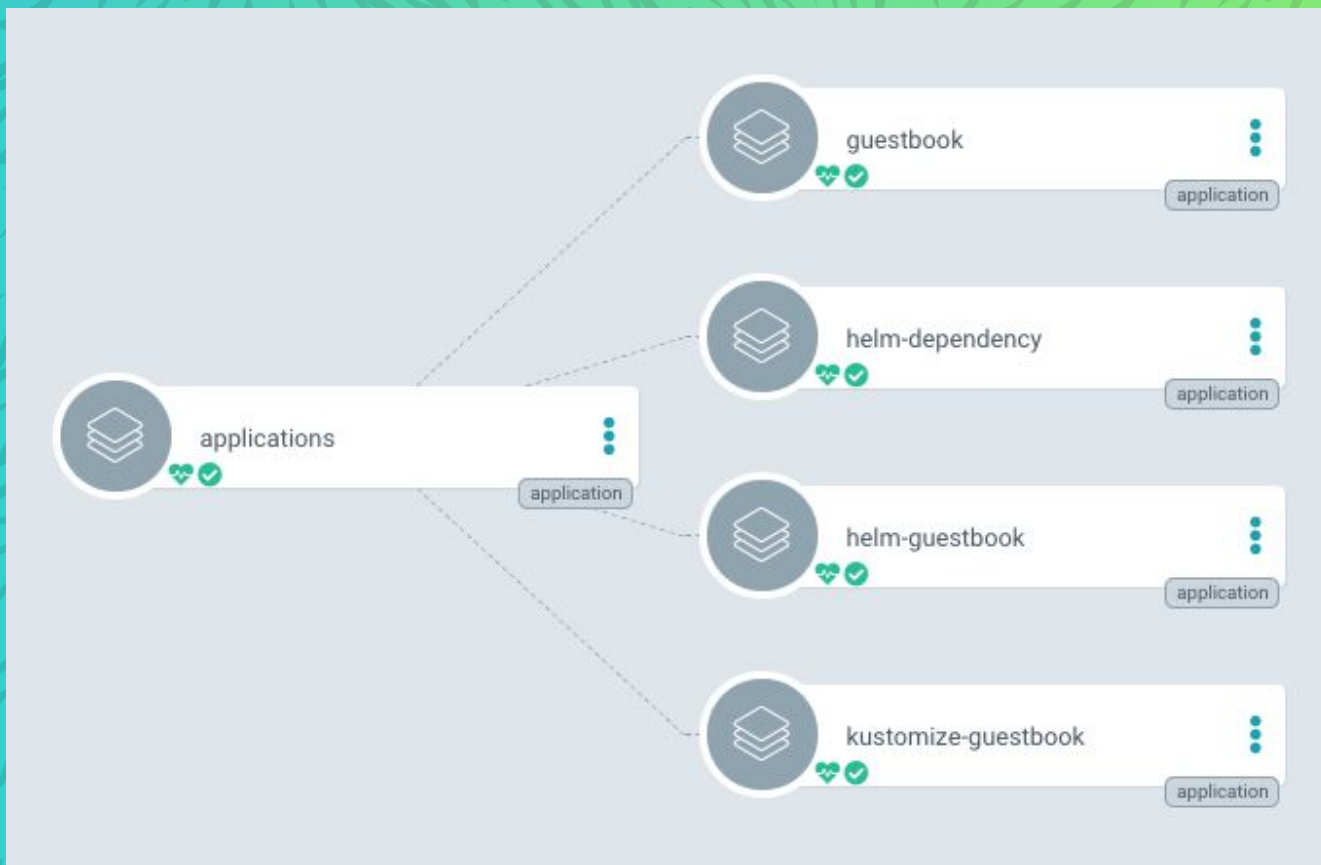 guestbook
application
helm-dependency
application
applications
application
helm-guestbook
application
kustomize-guestbook
application